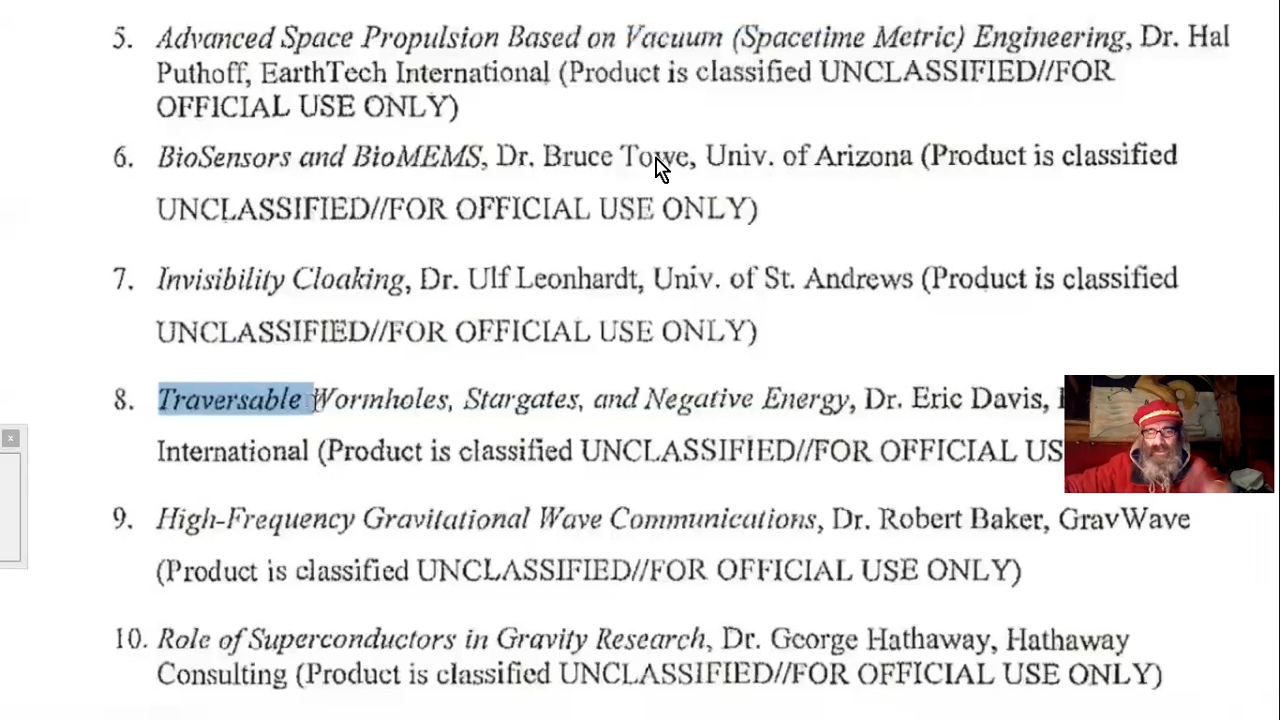 5. Advanced Space Propulsion Based on Vacuum (Spacetime Metric) Engineering, Dr. Hal
Puthoff, EarthTech International (Product is classified UNCLASSIFIED//FOR
OFFICIAL USE ONLY)
6. BioSensors and BioMEMS, Dr. Bruce Towe, Univ. of Arizona (Product is classified
UNCLASSIFIED//FOR OFFICIAL USE ONLY)
7. Invisibility Cloaking, Dr. Ulf Leonhardt, Univ. of St. Andrews (Product is classified
UNCLASSIFIED//FOR OFFICIAL USE ONLY)
8. Traversable Wormholes, Stargates, and Negative Energy, Dr. Eric Davis,
International (Product is classified UNCLASSIFIED//FOR OFFICIAL US
9. High-Frequency Gravitational Wave Communications, Dr. Robert Baker, GravWave
(Product is classified UNCLASSIFIED//FOR OFFICIAL USE ONLY)
10. Role of Superconductors in Gravity Research, Dr. George Hathaway, Hathaway
Consulting (Product is classified UNCLASSIFIED//FOR OFFICIAL USE ONLY)